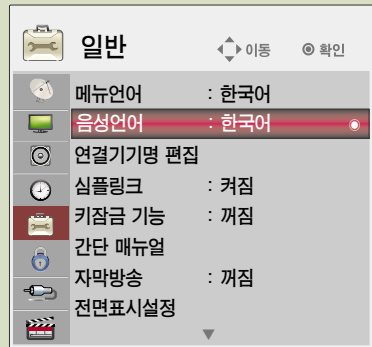 일반 이동 확인
메뉴언어 : 한국어
음성언어 : 한국어
연결기기명 편집
심플링크 : 켜짐
키잠금 기능 : 꺼짐
간단 매뉴얼
자막방송 : 꺼짐
전면표시설정